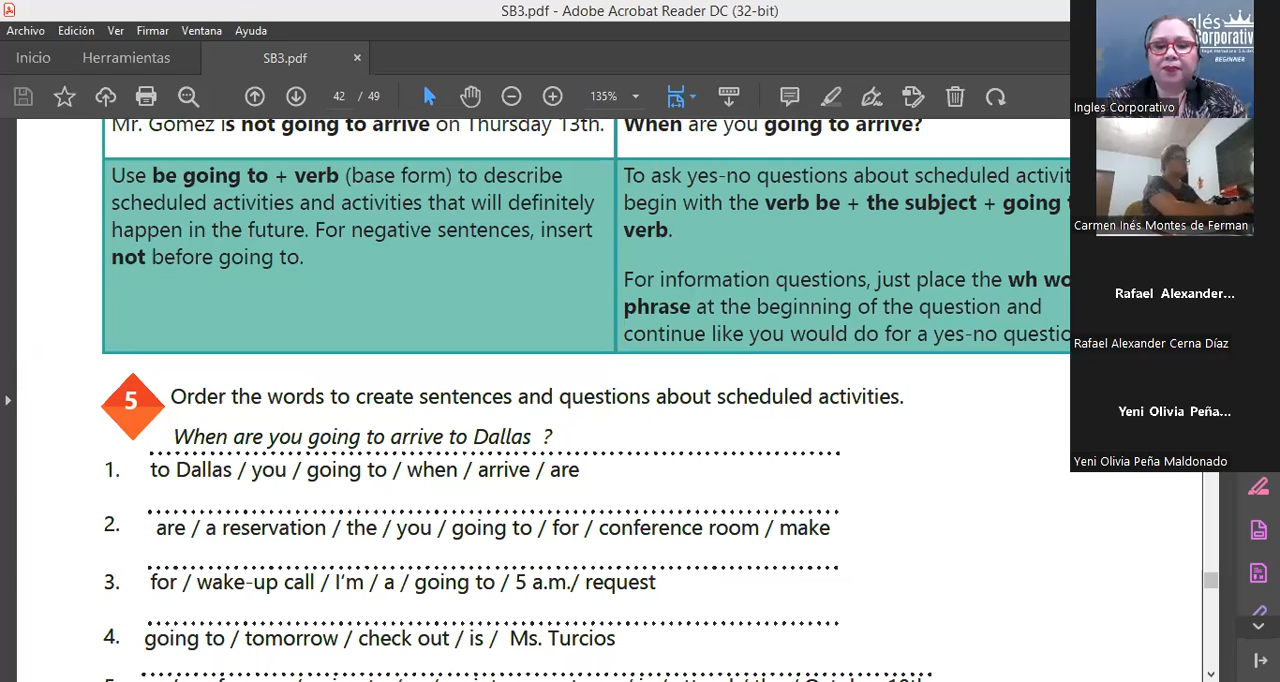 SB3.pdf - Adobe Acrobat Reader DC (32-bit)
Archivo Edición Ver Firmar Ventana Ayuda
Inicio Herramientas SB3.pdf ×
42 / 49 135%
Mr. Gomez is not going to arrive on Thursday 13th. When are you going to arrive?
Use be going to + verb (base form) to describe
scheduled activities and activities that will definitely
happen in the future. For negative sentences, insert
not before going to.
To ask yes-no questions about scheduled activit
begin with the verb be + the subject + going t
verb.
For information questions, just place the wh wo
phrase at the beginning of the question and
continue like you would do for a yes-no questio
5 Order the words to create sentences and questions about scheduled activities.
When are you going to arrive to Dallas ?
1. to Dallas / you / going to / when / arrive / are
2. are / a reservation / the / you / going to / for / conference room / make
3. for / wake-up call / I'm / a / going to / 5 a.m./ request
4. going to / tomorrow / check out / is / Ms. Turcios
Inglés
Corporativo
BEGINNER
Ingles Corporativo
Carmen Inés Montes de Ferman
Rafael Alexander...
Rafael Alexander Cerna Díaz
Yeni Olivia Peña...
Yeni Olivia Peña Maldonado